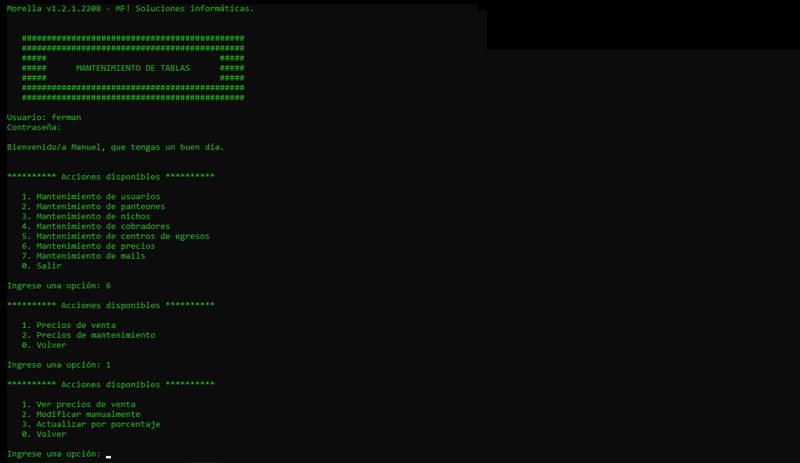 Morella v1.2.1.2208 - MF! Soluciones informáticas.
#############################################
#############################################
##### #####
##### MANTENIMIENTO DE TABLAS #####
##### #####
#############################################
#############################################
Usuario: ferman
Contraseña:
Bienvenido/a Manuel, que tengas un buen día.
********** Acciones disponibles **********
1. Mantenimiento de usuarios
2. Mantenimiento de panteones
3. Mantenimiento de nichos
4. Mantenimiento de cobradores
5. Mantenimiento de centros de egresos
6. Mantenimiento de precios
7. Mantenimiento de mails
0. Salir
Ingrese una opción: 6
********** Acciones disponibles **********
1. Precios de venta
2. Precios de mantenimiento
0. Volver
Ingrese una opción: 1
********** Acciones disponibles **********
1. Ver precios de venta
2. Modificar manualmente
3. Actualizar por porcentaje
0. Volver
Ingrese una opción: